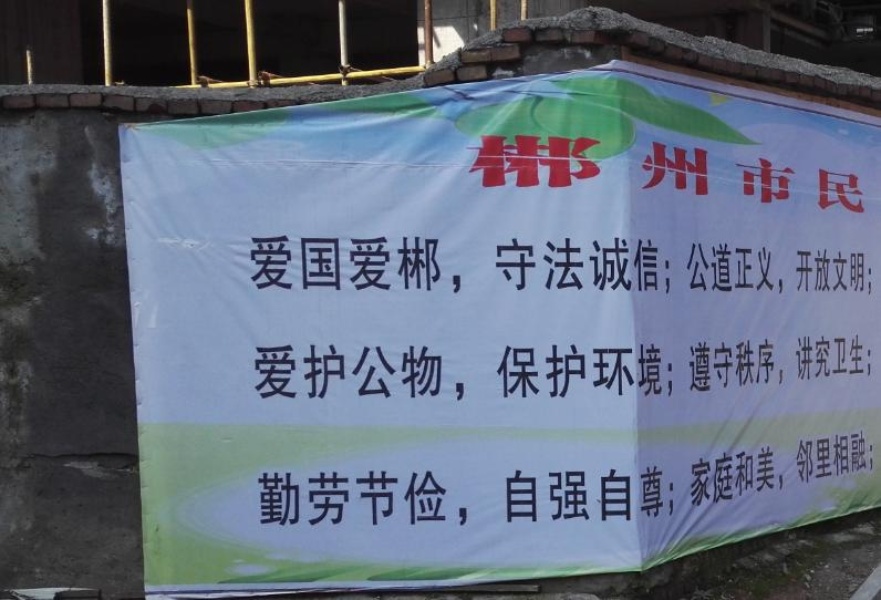 郴州市民
爱国爱郴，守法诚信；公道正义，开放文明；
爱护公物，保护环境；遵守秩序，讲究卫生；
勤劳节俭，自强自尊；家庭和美，邻里相融；